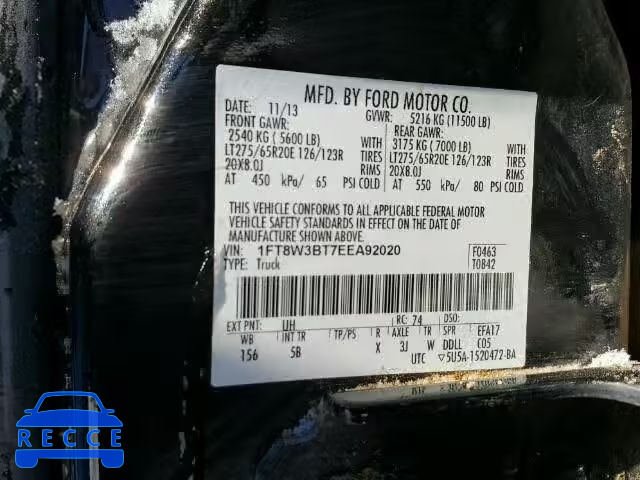 MFD. BY FORD MOTOR CO.
DATE: 11/13 GVWR: 5216 KG (11500 LB)
FRONT GAWR: REAR GAWR:
2540 KG ( 5600 LB) WITH 3175 KG ( 7000 LB) WITH
LT275/65R20E 126/123R TIRES LT275/65R20E 126/123R TIRES
20X8.0J RIMS 20X8.0J RIMS
AT 450 kPa/ 65 PSI COLD AT 550 kPa/ 80 PSI COLD
THIS VEHICLE CONFORMS TO ALL APPLICABLE FEDERAL MOTOR
VEHICLE SAFETY STANDARDS IN EFFECT ON THE DATE OF
MANUFACTURE SHOWN ABOVE.
VIN: 1FT8W3BT7EEA92020 F0463
TYPE: Truck T0842
EXT PNT: UH RC: 74 DSO:
WB INT TR TP/PS R AXLE TR SPR EFA17
156 5B X 3J W DDLL C05
UTC ▽5U5A-1520472-BA
RECCE